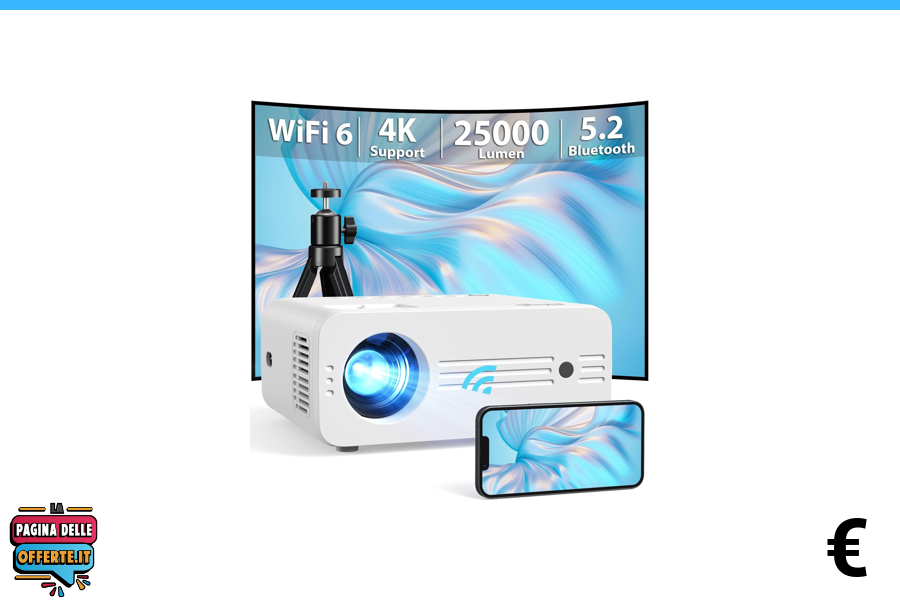 WiFi 6 4K Support 25000 Lumen 5.2 Bluetooth
LA
PAGINA DELLE
OFFERTE.IT
€